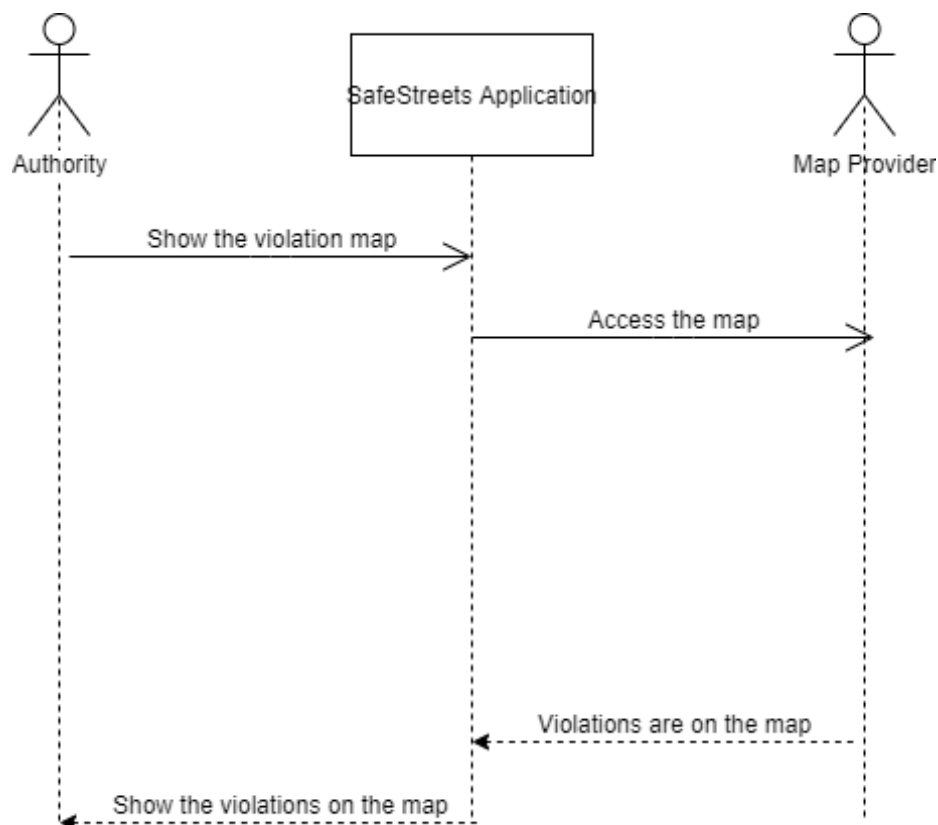 SafeStreets Application
Authority
Map Provider
Show the violation map
Access the map
Violations are on the map
Show the violations on the map